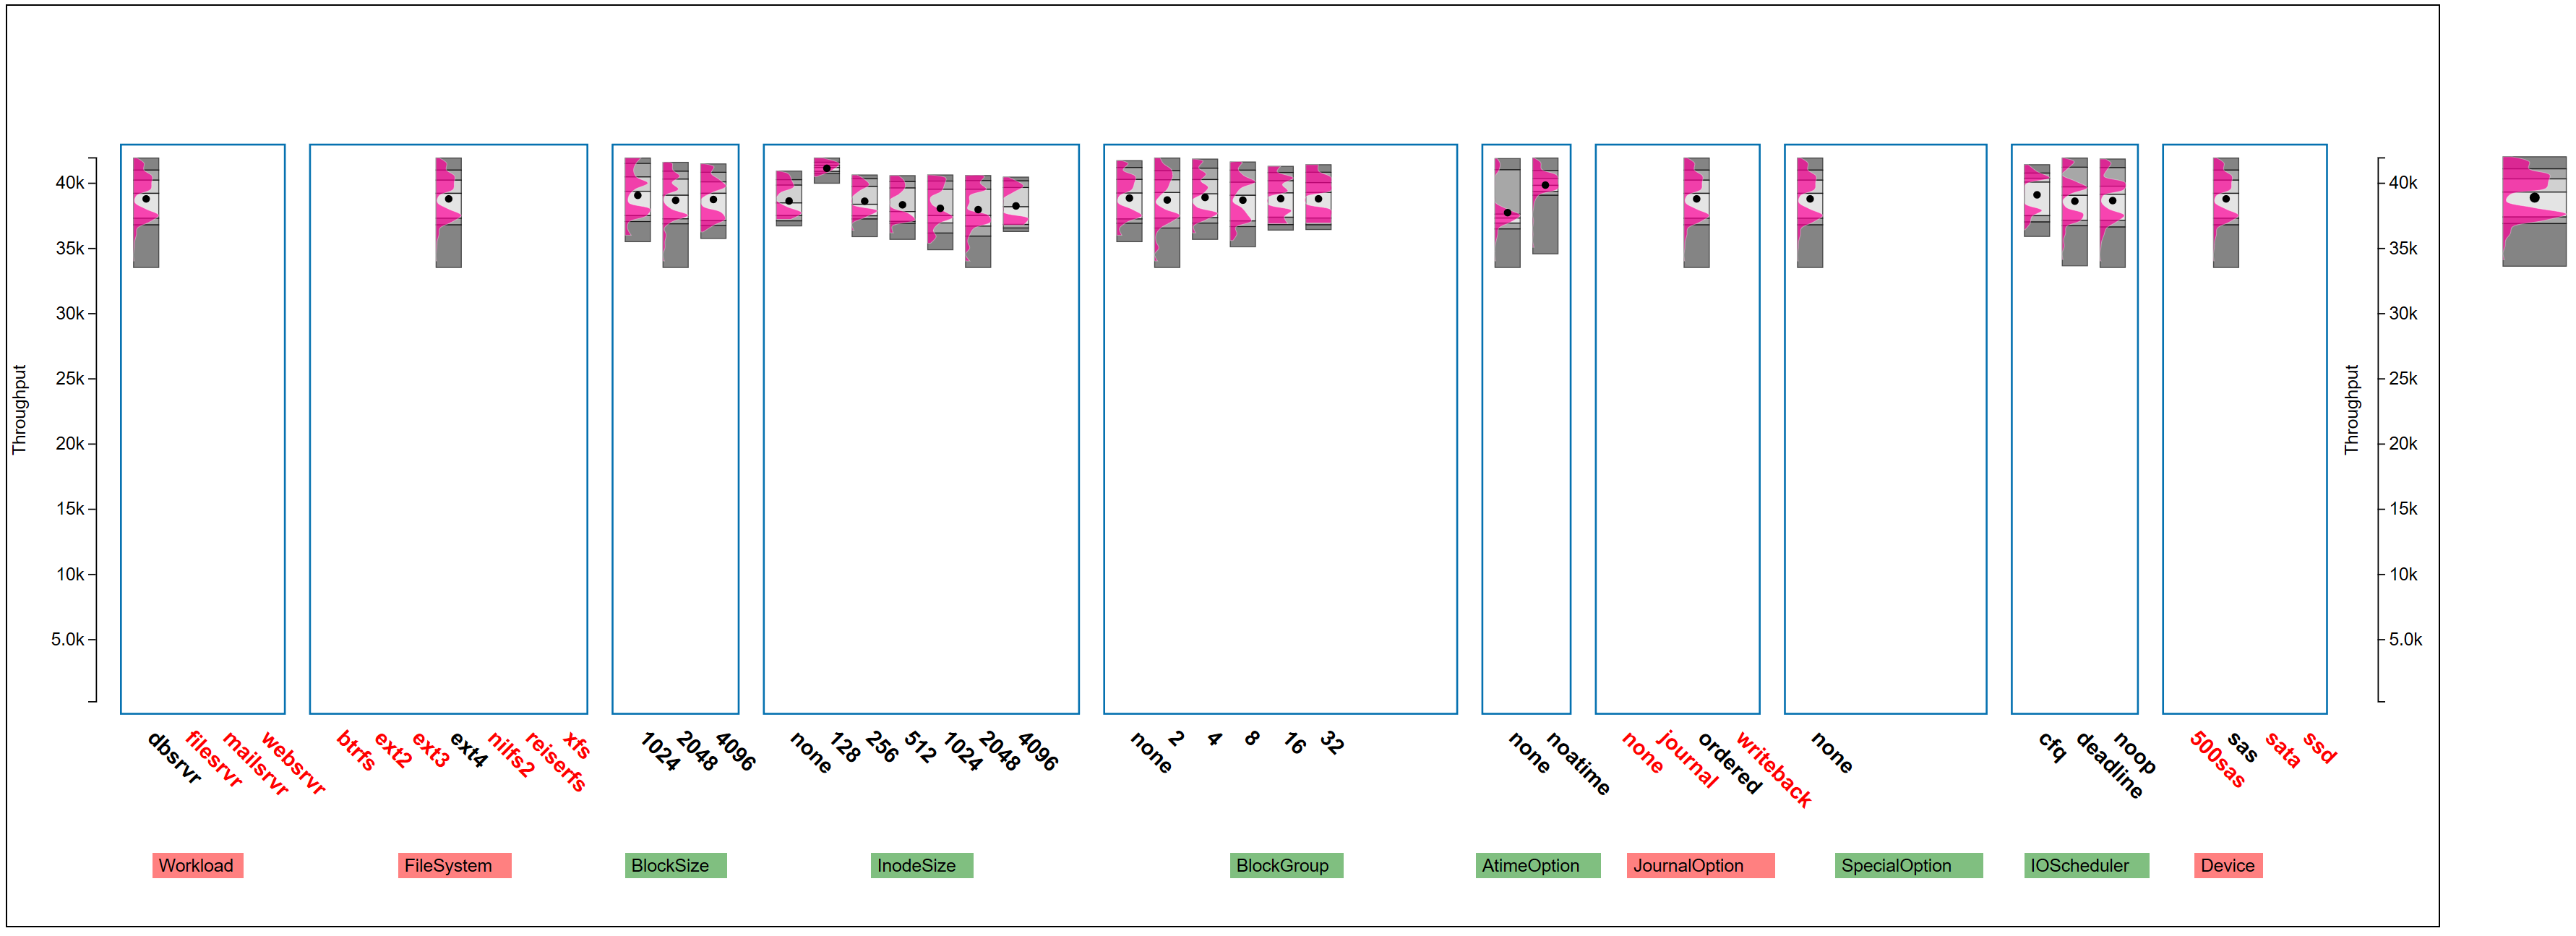 Throughput
40k
35k
30k
25k
20k
15k
10k
5.0k
dbsrvr
filesrvr
mailsrvr
websrvr
btrfs
ext2
ext3
ext4
nilfs2
reiserfs
xfs
1024
2048
4096
none
128
256
512
1024
2048
4096
none
2
4
8
16
32
none
noatime
none
journal
ordered
writeback
none
cfq
deadline
noop
500sas
sas
sata
ssd
Throughput
40k
35k
30k
25k
20k
15k
10k
5.0k
Workload
FileSystem
BlockSize
InodeSize
BlockGroup
AtimeOption
JournalOption
SpecialOption
IOScheduler
Device